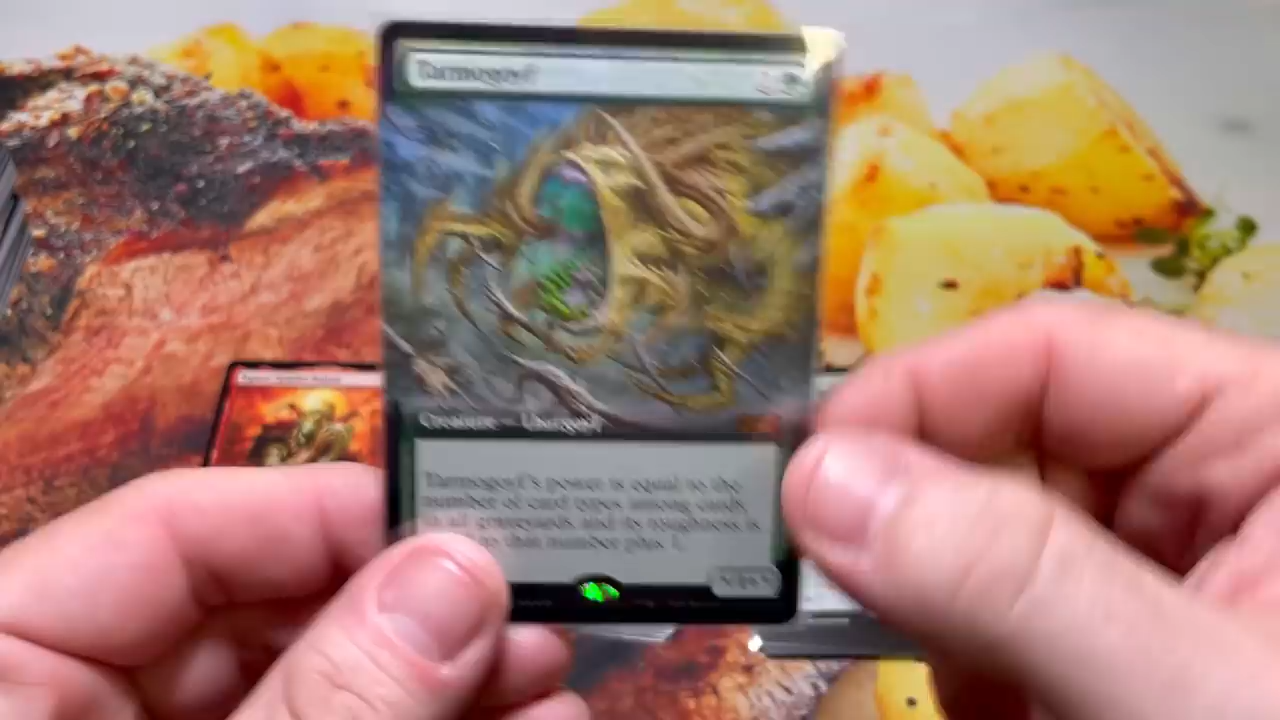 Tarmogoyf
Creature — Lhurgoyf
Tarmogoyf's power is equal to the
number of card types among cards
in all graveyards and its toughness is
to that number plus 1.